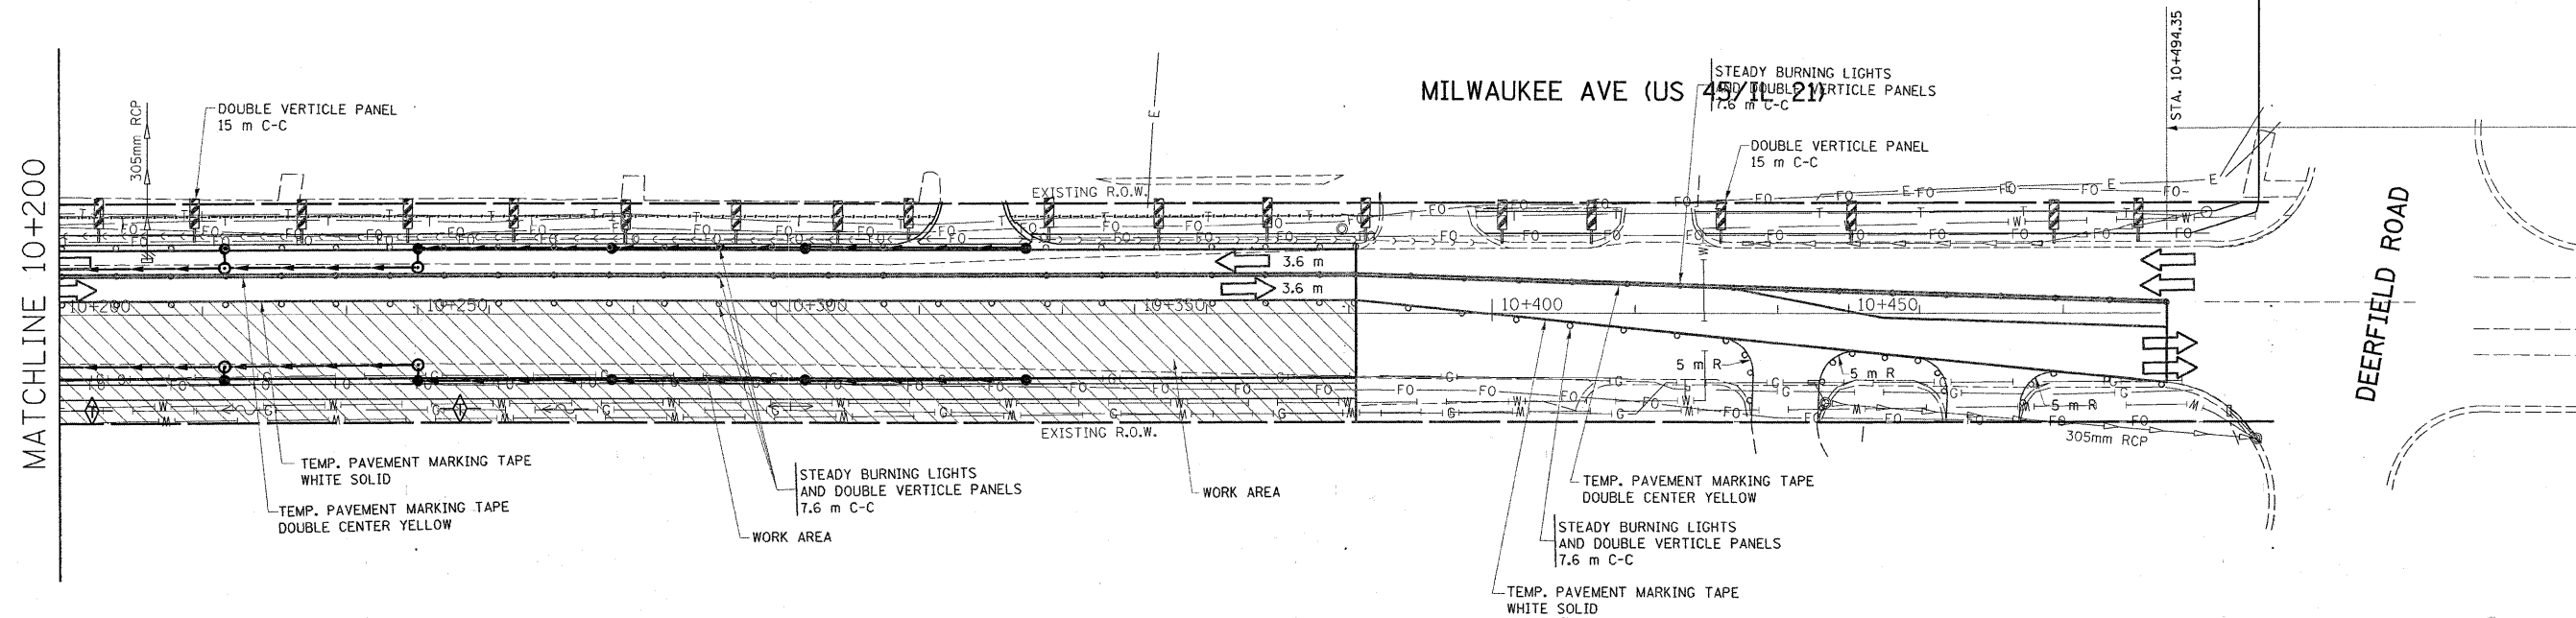 MILWAUKEE AVE (US 45/IL 21)
STEADY BURNING LIGHTS
AND DOUBLE VERTICLE PANELS
7.6 m C-C
STA. 10+494.35
DOUBLE VERTICLE PANEL
15 m C-C
305mm RCP
DOUBLE VERTICLE PANEL
15 m C-C
E
EXISTING R.O.W.
MATCHLINE 10+200
3.6 m
3.6 m
10+200
10+250
10+300
10+350
10+400
10+450
DEERFIELD ROAD
5 m R
5 m R
5 m R
EXISTING R.O.W.
305mm RCP
TEMP. PAVEMENT MARKING TAPE
WHITE SOLID
TEMP. PAVEMENT MARKING TAPE
DOUBLE CENTER YELLOW
STEADY BURNING LIGHTS
AND DOUBLE VERTICLE PANELS
7.6 m C-C
WORK AREA
WORK AREA
TEMP. PAVEMENT MARKING TAPE
DOUBLE CENTER YELLOW
STEADY BURNING LIGHTS
AND DOUBLE VERTICLE PANELS
7.6 m C-C
TEMP. PAVEMENT MARKING TAPE
WHITE SOLID